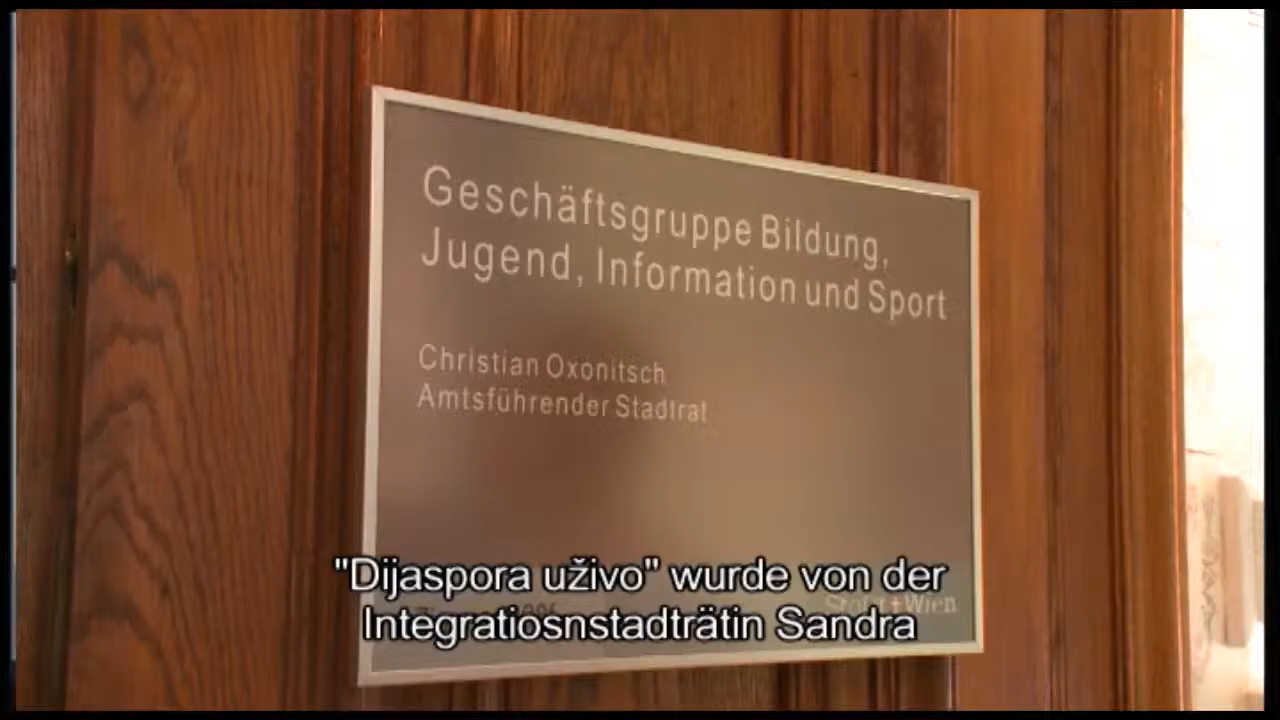 Geschäftsgruppe Bildung,
Jugend, Information und Sport
Christian Oxonitsch
Amtsführender Stadtrat
"Dijaspora uživo" wurde von der
Integratiosnstadträtin Sandra